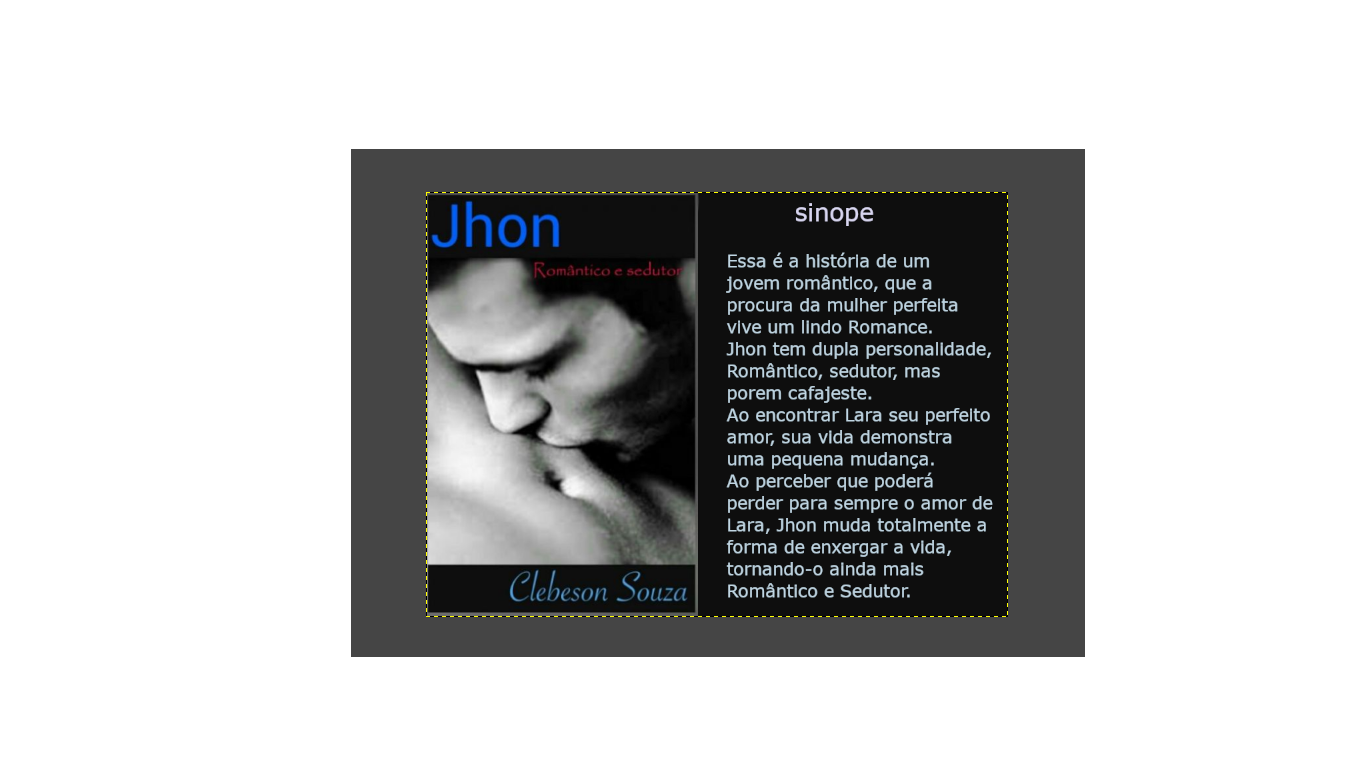 Jhon
Romântico e sedutor
Clebeson Souza
sinope
Essa é a história de um
jovem romântico, que a
procura da mulher perfeita
vive um lindo Romance.
Jhon tem dupla personalidade,
Romântico, sedutor, mas
porem cafajeste.
Ao encontrar Lara seu perfeito
amor, sua vida demonstra
uma pequena mudança.
Ao perceber que poderá
perder para sempre o amor de
Lara, Jhon muda totalmente a
forma de enxergar a vida,
tornando-o ainda mais
Romântico e Sedutor.